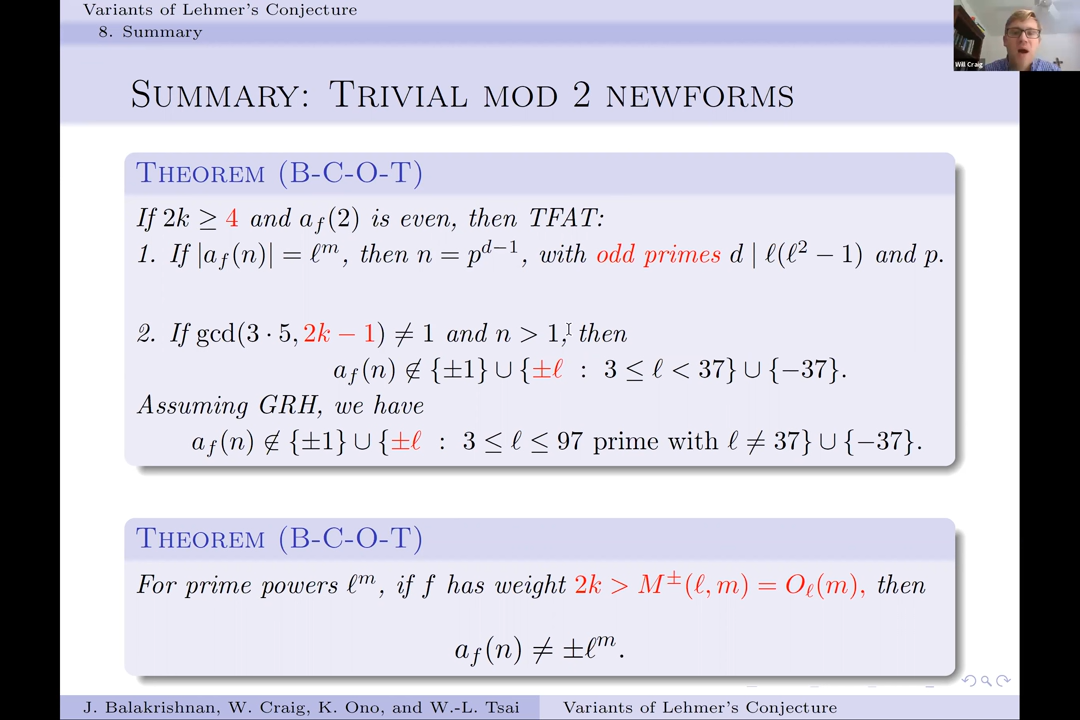 Variants of Lehmer's Conjecture
8. Summary
Will Craig
Summary: Trivial mod 2 newforms
Theorem (B-C-O-T)
If 2k ≥ 4 and a_f(2) is even, then TFAT:
1. If |a_f(n)| = ℓ^m, then n = p^{d−1}, with odd primes d | ℓ(ℓ² − 1) and p.
2. If gcd(3 · 5, 2k − 1) ≠ 1 and n > 1, then
a_f(n) ∉ {±1} ∪ {±ℓ : 3 ≤ ℓ < 37} ∪ {−37}.
Assuming GRH, we have
a_f(n) ∉ {±1} ∪ {±ℓ : 3 ≤ ℓ ≤ 97 prime with ℓ ≠ 37} ∪ {−37}.
Theorem (B-C-O-T)
For prime powers ℓ^m, if f has weight 2k > M^±(ℓ, m) = O_ℓ(m), then
a_f(n) ≠ ±ℓ^m.
J. Balakrishnan, W. Craig, K. Ono, and W.-L. Tsai
Variants of Lehmer's Conjecture